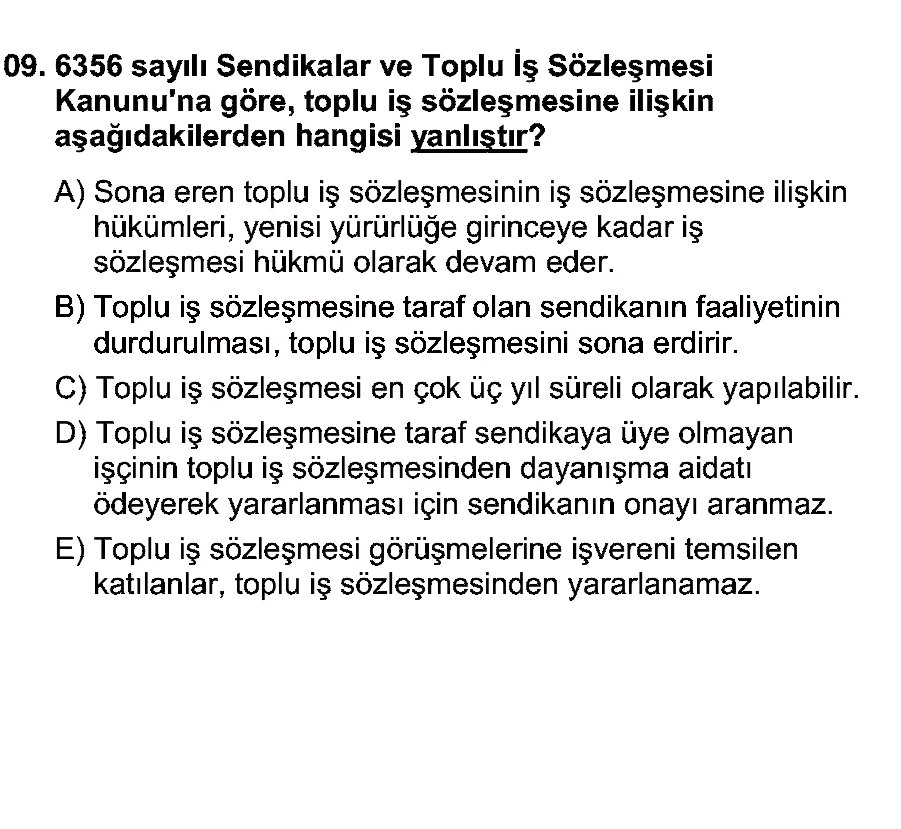 09. 6356 sayılı Sendikalar ve Toplu İş Sözleşmesi
Kanunu'na göre, toplu iş sözleşmesine ilişkin
aşağıdakilerden hangisi yanlıştır?
A) Sona eren toplu iş sözleşmesinin iş sözleşmesine ilişkin
hükümleri, yenisi yürürlüğe girinceye kadar iş
sözleşmesi hükmü olarak devam eder.
B) Toplu iş sözleşmesine taraf olan sendikanın faaliyetinin
durdurulması, toplu iş sözleşmesini sona erdirir.
C) Toplu iş sözleşmesi en çok üç yıl süreli olarak yapılabilir.
D) Toplu iş sözleşmesine taraf sendikaya üye olmayan
işçinin toplu iş sözleşmesinden dayanışma aidatı
ödeyerek yararlanması için sendikanın onayı aranmaz.
E) Toplu iş sözleşmesi görüşmelerine işvereni temsilen
katılanlar, toplu iş sözleşmesinden yararlanamaz.